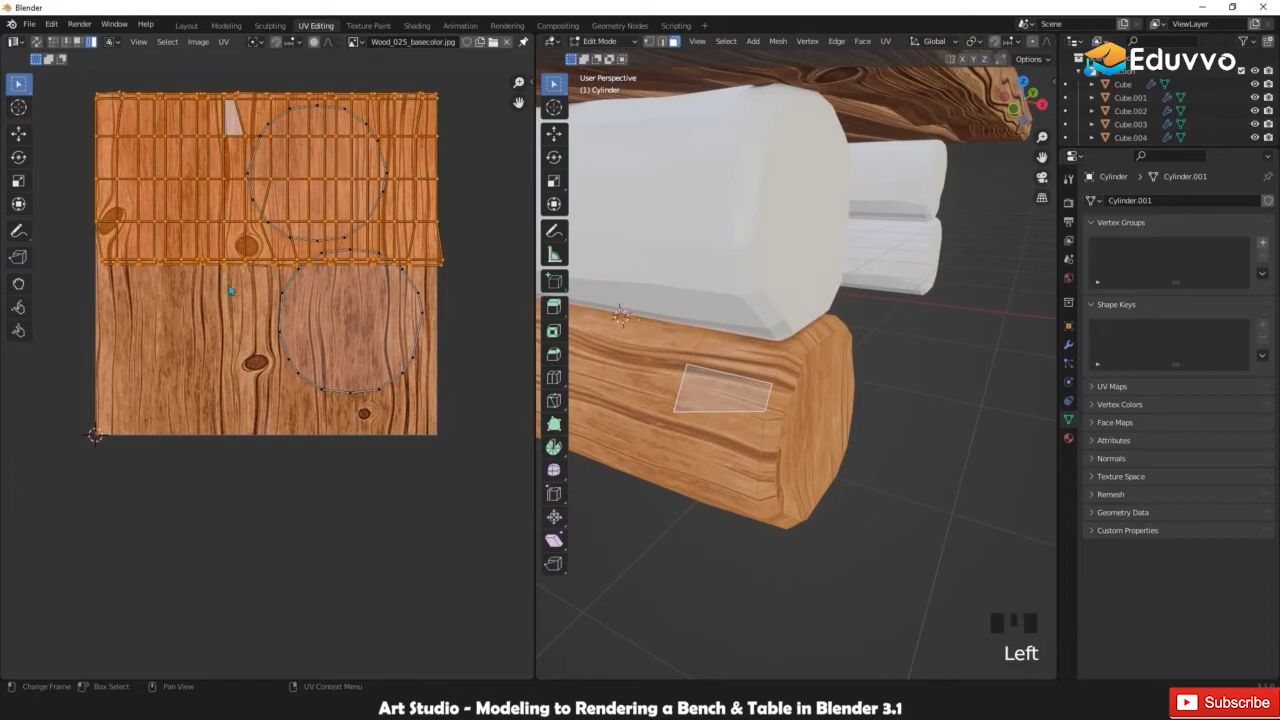 Blender
File Edit Render Window Help Layout Modeling Sculpting UV Editing Texture Paint Shading Animation Rendering Compositing Geometry Nodes Scripting + Scene ViewLayer
View Select Image UV Wood_025_basecolor.jpg Edit Mode View Select Add Mesh Vertex Edge Face UV Global
X Y Z Options
User Perspective
(1) Cylinder
Eduvvo
Cube
Cube.001
Cube.002
Cube.003
Cube.004
Cylinder Cylinder.001
Cylinder.001
Vertex Groups
Shape Keys
UV Maps
Vertex Colors
Face Maps
Attributes
Normals
Texture Space
Remesh
Geometry Data
Custom Properties
Left
Change Frame Box Select Pan View UV Context Menu 3.1.0
Art Studio - Modeling to Rendering a Bench & Table in Blender 3.1
Subscribe